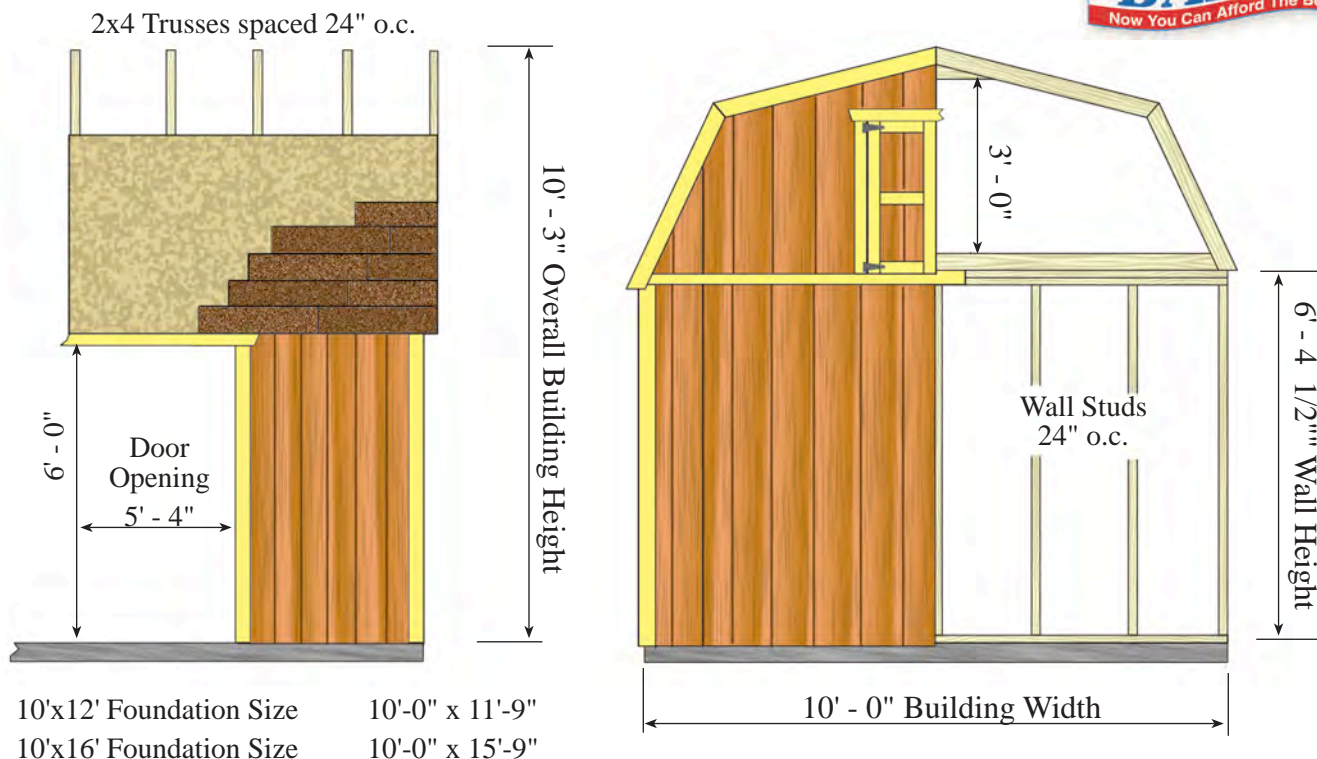 Now You Can Afford The
2x4 Trusses spaced 24" o.c.
10' - 3" Overall Building Height
6' - 0"
Door
Opening
5' - 4"
3' - 0"
Wall Studs
24" o.c.
6' - 4 1/2"" Wall Height
10' - 0" Building Width
10'x12' Foundation Size 10'-0" x 11'-9"
10'x16' Foundation Size 10'-0" x 15'-9"